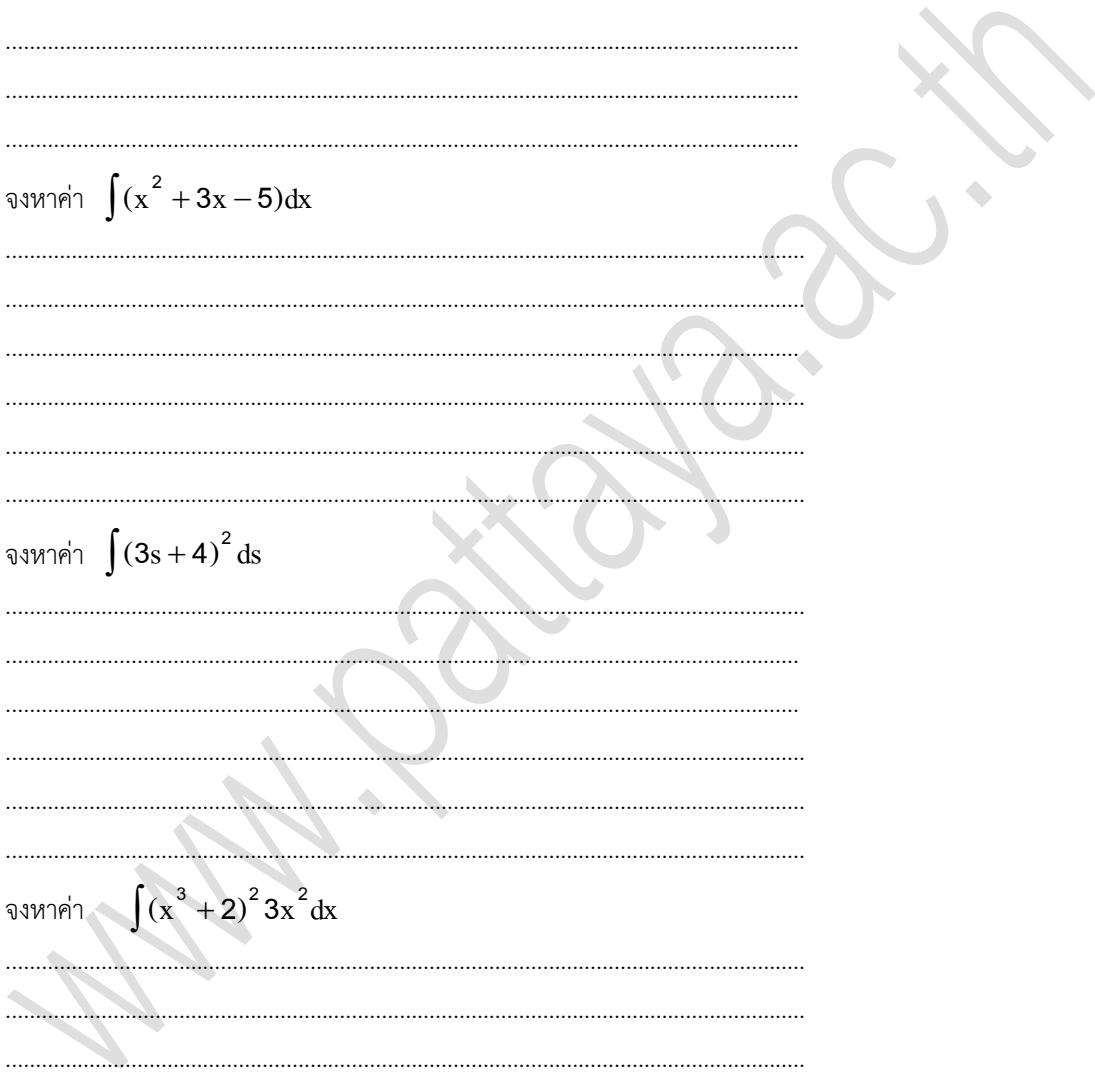 จงหาค่า ∫(x² + 3x − 5)dx
จงหาค่า ∫(3s + 4)² ds
จงหาค่า ∫(x³ + 2)² 3x² dx
www.pattaya.ac.th